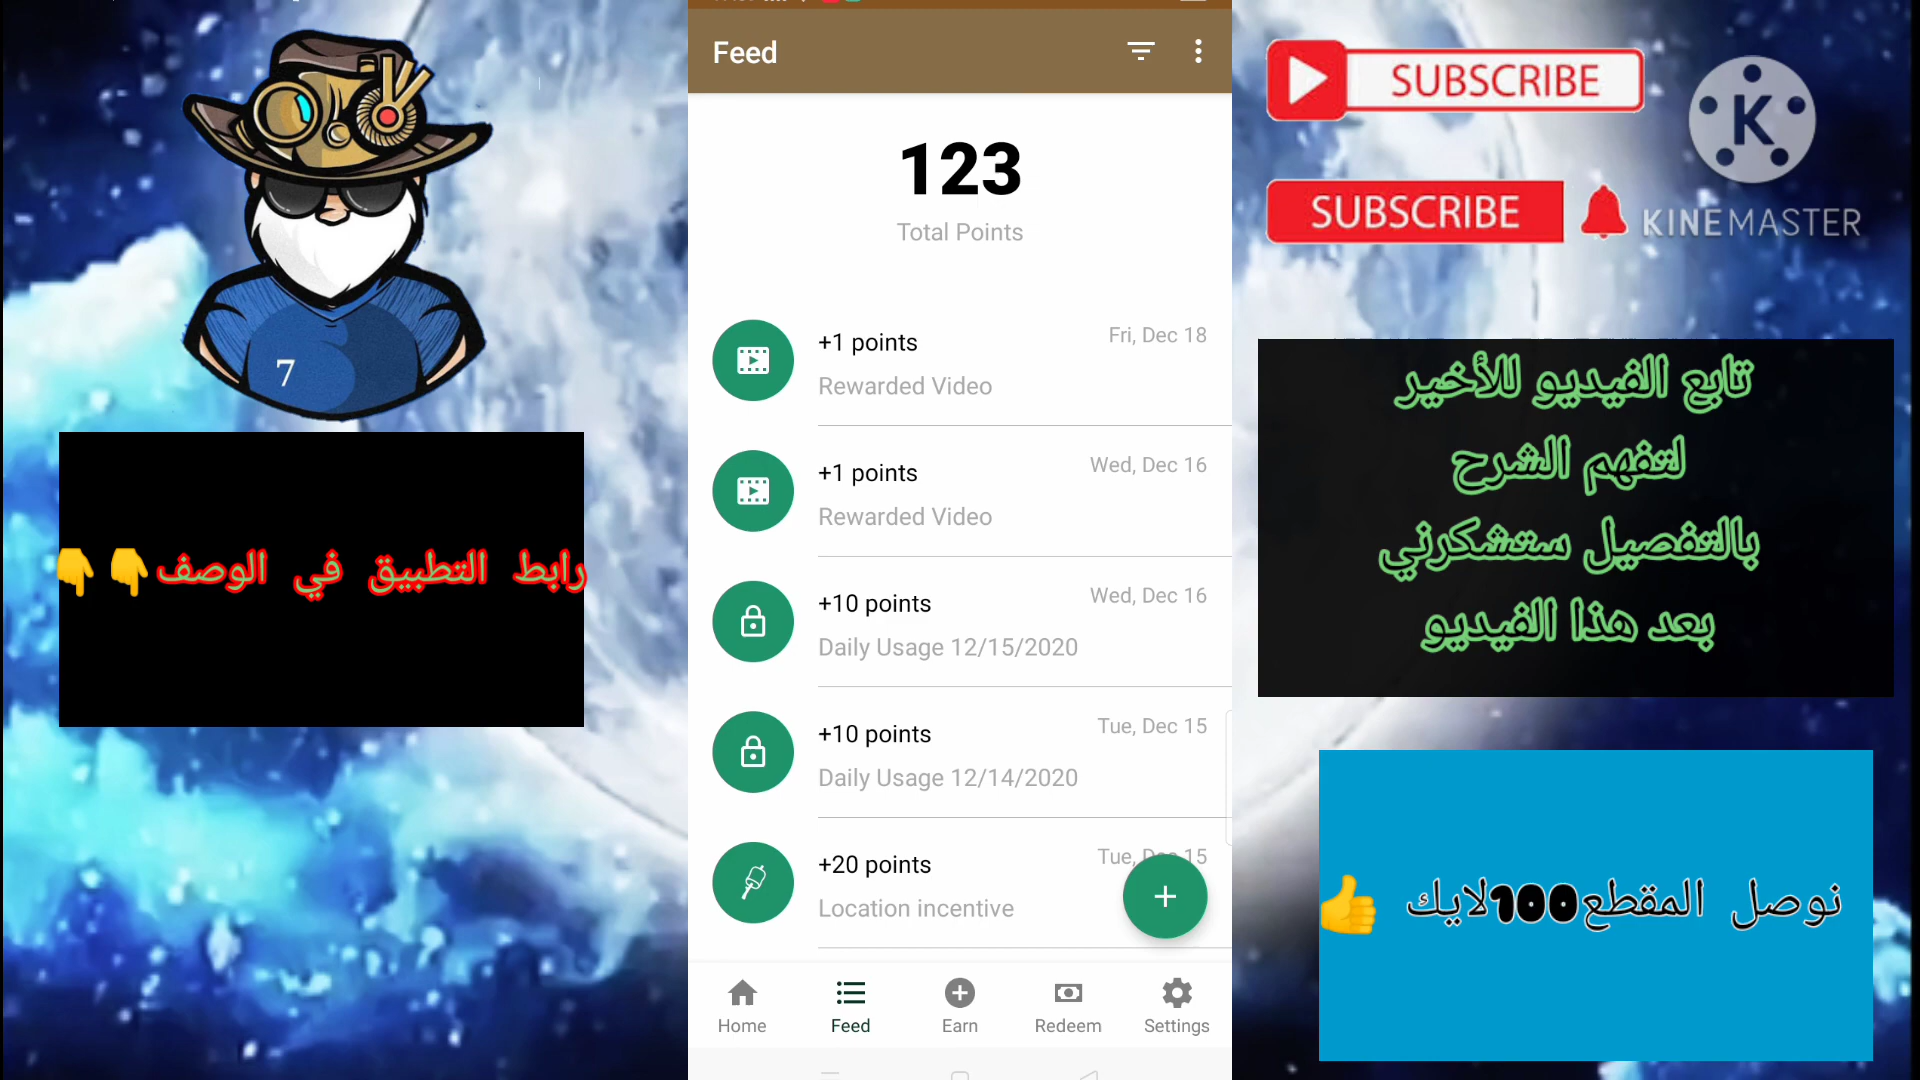 7
رابط التطبيق في الوصف👇👇
Feed
123
Total Points
+1 points
Fri, Dec 18
Rewarded Video
+1 points
Wed, Dec 16
Rewarded Video
+10 points
Wed, Dec 16
Daily Usage 12/15/2020
+10 points
Tue, Dec 15
Daily Usage 12/14/2020
+20 points
Tue, Dec 15
Location incentive
Home
Feed
Earn
Redeem
Settings
SUBSCRIBE
K
SUBSCRIBE
KINEMASTER
تابع الفيديو للأخير
لتفهم الشرح
بالتفصيل ستشكرني
بعد هذا الفيديو
نوصل المقطع100لايك 👍